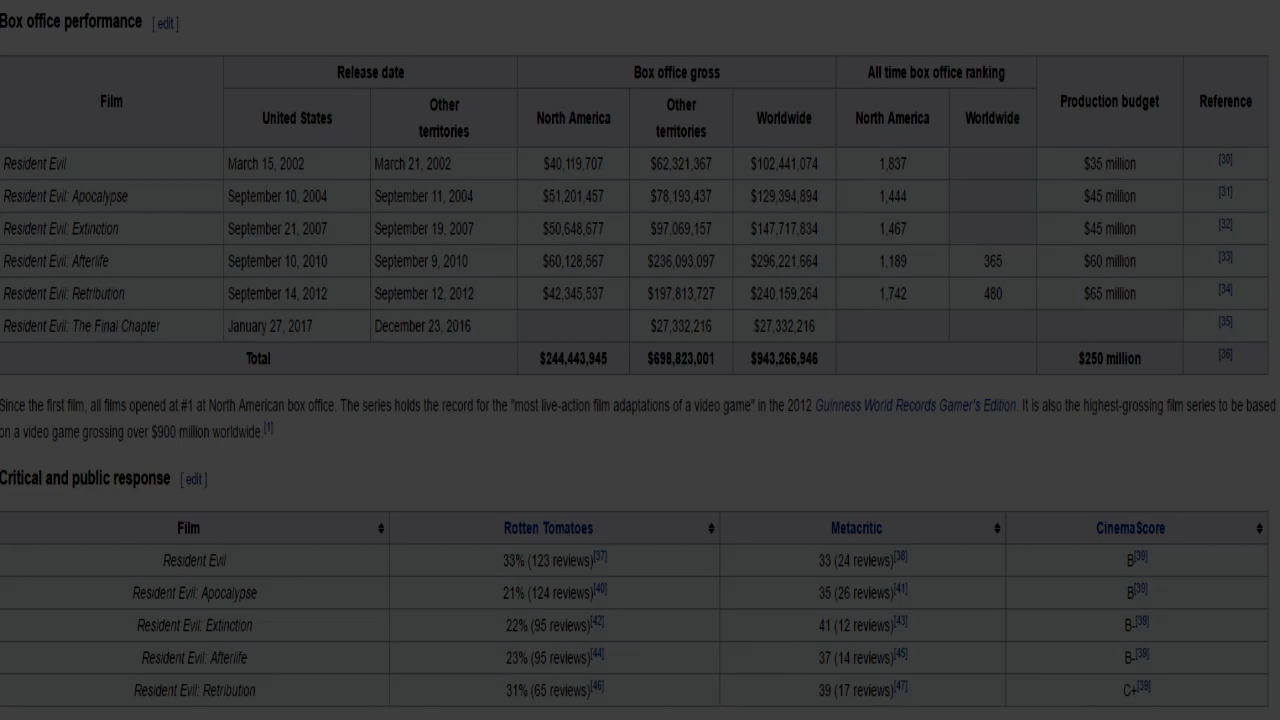 Box office performance [ edit ]
Film Release date Box office gross All time box office ranking Production budget Reference
United States Other territories North America Other territories Worldwide North America Worldwide
Resident Evil March 15, 2002 March 21, 2002 $40,119,707 $62,321,367 $102,441,074 1,837 $35 million [30]
Resident Evil: Apocalypse September 10, 2004 September 11, 2004 $51,201,457 $78,193,437 $129,394,894 1,444 $45 million [31]
Resident Evil: Extinction September 21, 2007 September 19, 2007 $50,648,677 $97,069,157 $147,717,834 1,467 $45 million [32]
Resident Evil: Afterlife September 10, 2010 September 9, 2010 $60,128,567 $236,093,097 $296,221,664 1,189 365 $60 million [33]
Resident Evil: Retribution September 14, 2012 September 12, 2012 $42,345,537 $197,813,727 $240,159,264 1,742 480 $65 million [34]
Resident Evil: The Final Chapter January 27, 2017 December 23, 2016 $27,332,216 $27,332,216 [35]
Total $244,443,945 $698,823,001 $943,266,946 $250 million [36]
Since the first film, all films opened at #1 at North American box office. The series holds the record for the "most live-action film adaptations of a video game" in the 2012 Guinness World Records Gamer's Edition. It is also the highest-grossing film series to be based
on a video game grossing over $900 million worldwide.[1]
Critical and public response [ edit ]
Film Rotten Tomatoes Metacritic CinemaScore
Resident Evil 33% (123 reviews)[37] 33 (24 reviews)[38] B[39]
Resident Evil: Apocalypse 21% (124 reviews)[40] 35 (26 reviews)[41] B[39]
Resident Evil: Extinction 22% (95 reviews)[42] 41 (12 reviews)[43] B-[39]
Resident Evil: Afterlife 23% (95 reviews)[44] 37 (14 reviews)[45] B-[39]
Resident Evil: Retribution 31% (65 reviews)[46] 39 (17 reviews)[47] C+[39]